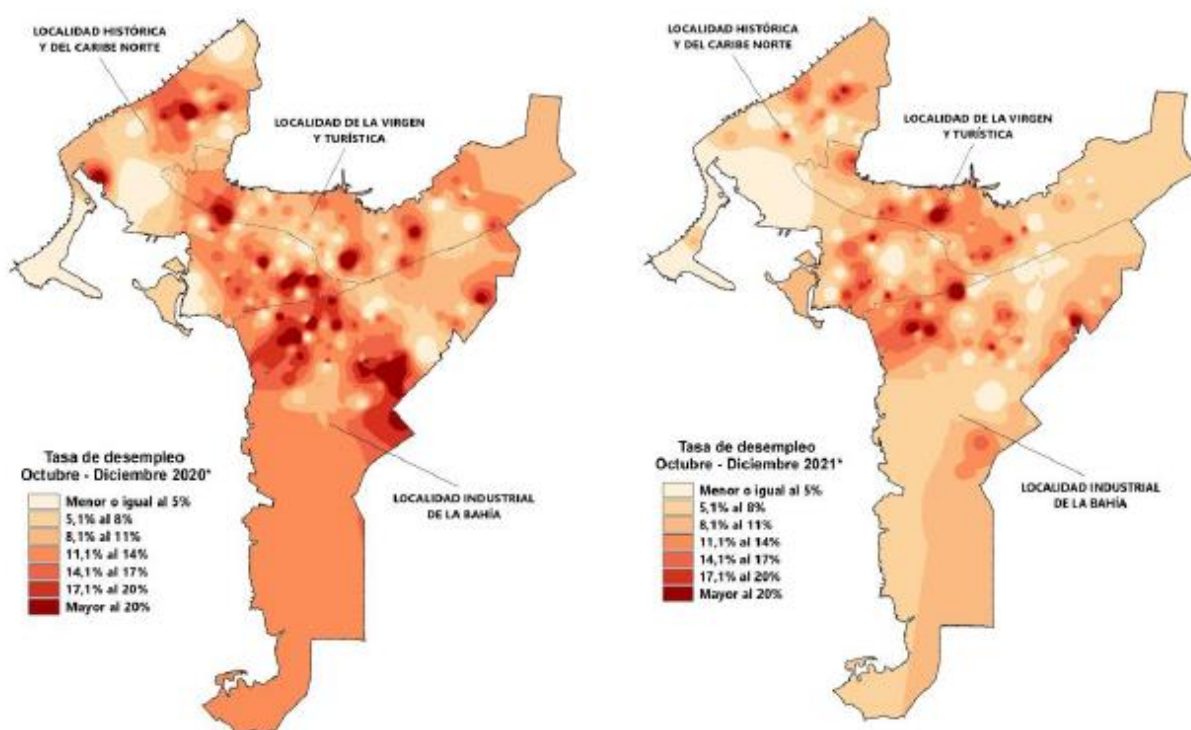 LOCALIDAD HISTÓRICA
Y DEL CARIBE NORTE
LOCALIDAD DE LA VIRGEN
Y TURÍSTICA
Tasa de desempleo
Octubre - Diciembre 2020*
Menor o igual al 5%
5,1% al 8%
8,1% al 11%
11,1% al 14%
14,1% al 17%
17,1% al 20%
Mayor al 20%
LOCALIDAD INDUSTRIAL
DE LA BAHÍA
LOCALIDAD HISTÓRICA
Y DEL CARIBE NORTE
LOCALIDAD DE LA VIRGEN
Y TURÍSTICA
Tasa de desempleo
Octubre - Diciembre 2021*
Menor o igual al 5%
5,1% al 8%
8,1% al 11%
11,1% al 14%
14,1% al 17%
17,1% al 20%
Mayor al 20%
LOCALIDAD INDUSTRIAL
DE LA BAHÍA